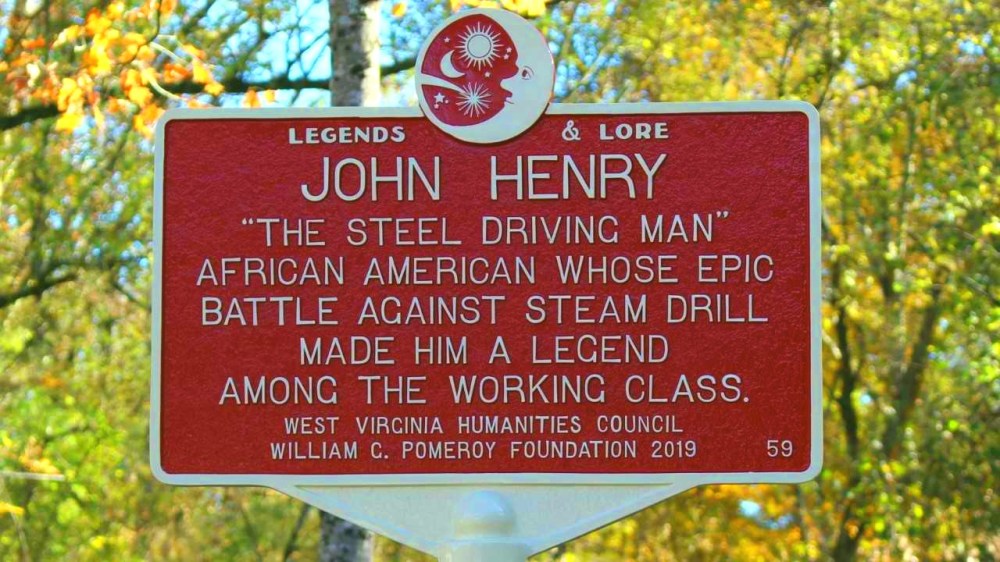 LEGENDS & LORE
JOHN HENRY
"THE STEEL DRIVING MAN"
AFRICAN AMERICAN WHOSE EPIC
BATTLE AGAINST STEAM DRILL
MADE HIM A LEGEND
AMONG THE WORKING CLASS.
WEST VIRGINIA HUMANITIES COUNCIL
WILLIAM G. POMEROY FOUNDATION 2019 59